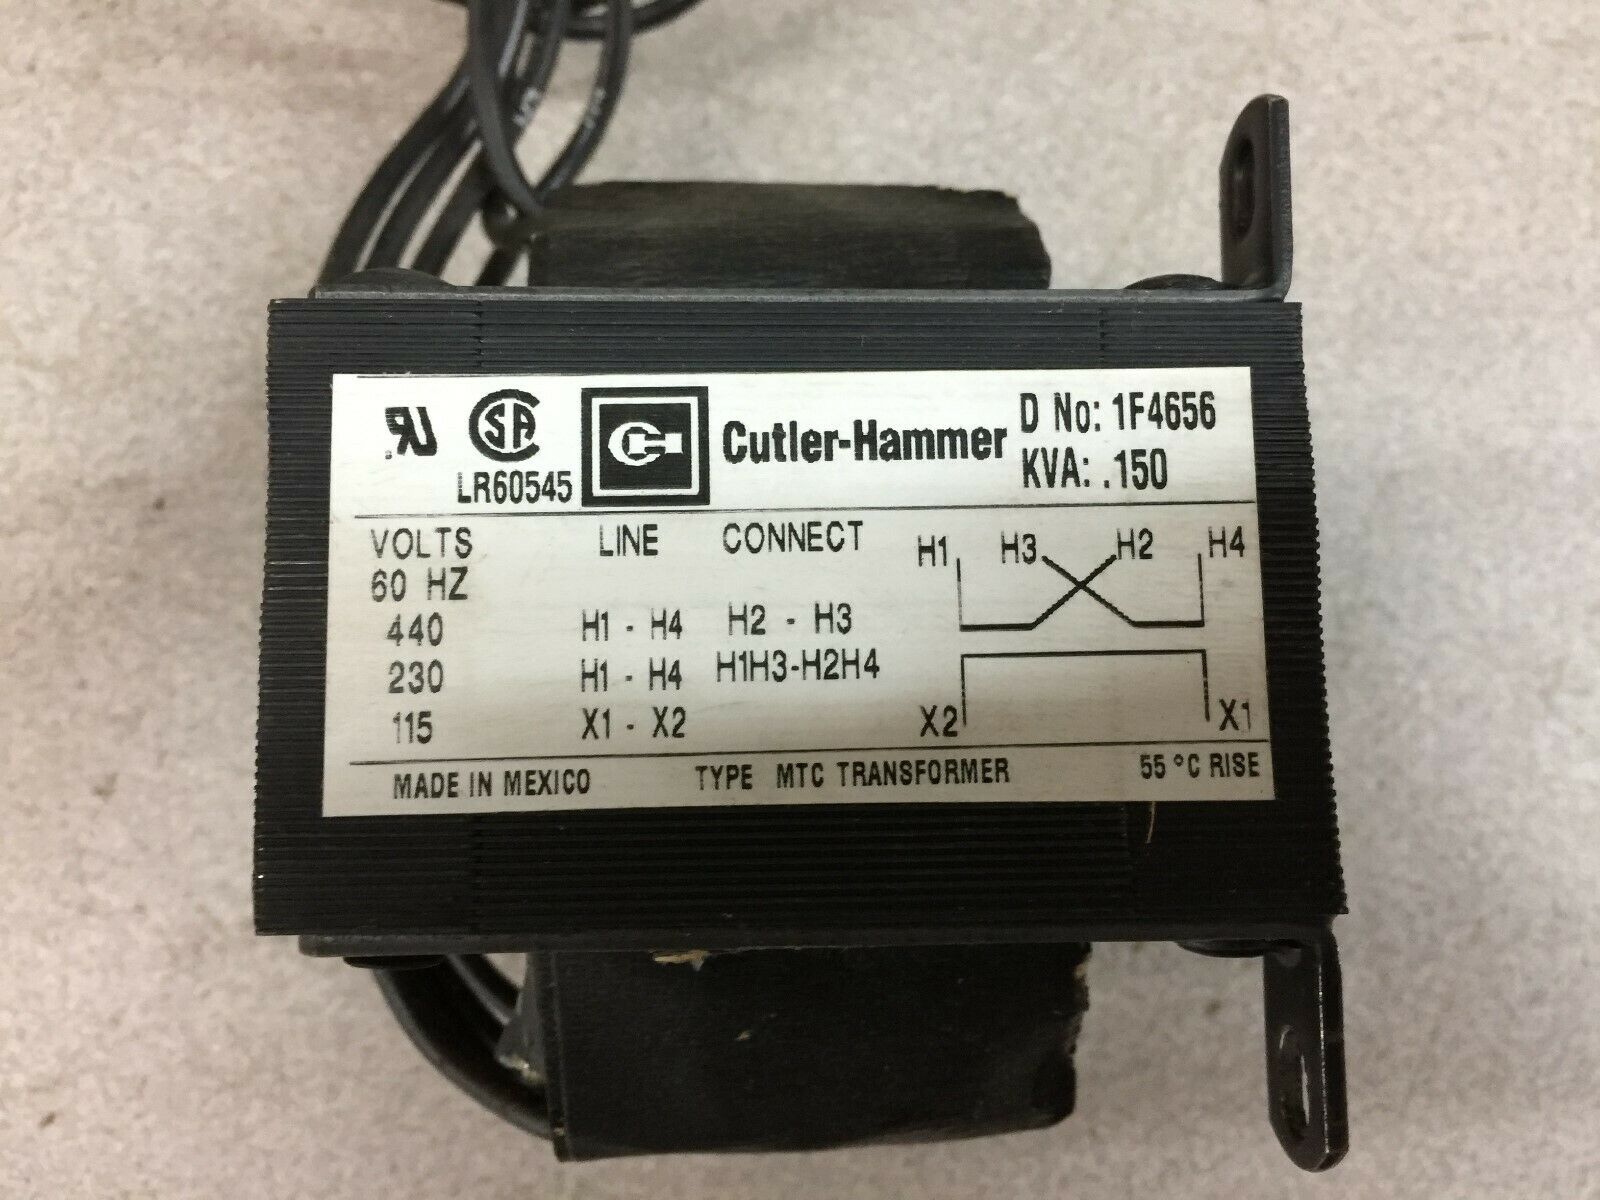 UR
SA
LR60545
Cutler-Hammer
D No: 1F4656
KVA: .150
VOLTS LINE CONNECT
60 HZ
440 H1 - H4 H2 - H3
230 H1 - H4 H1H3-H2H4
115 X1 - X2
H1 H3 H2 H4
X2 X1
MADE IN MEXICO TYPE MTC TRANSFORMER 55 °C RISE